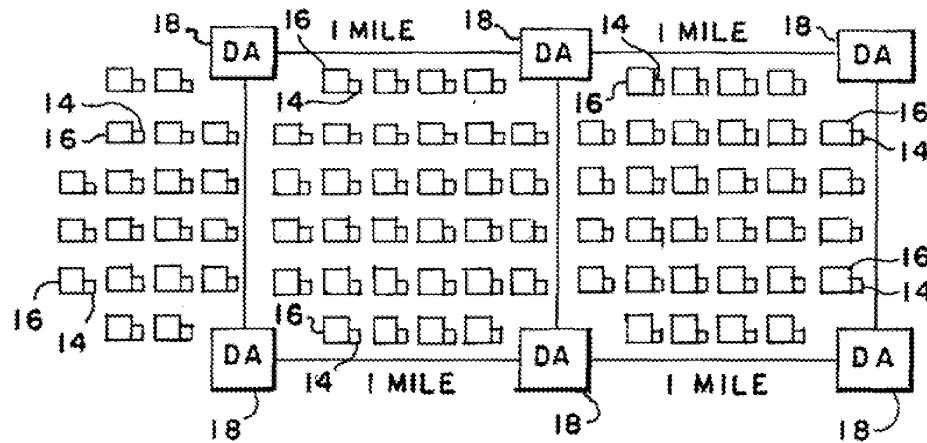 18 DA 1 MILE 18 DA 1 MILE 18 DA
16 14 14 16
14 16 16 14
16 14 16 14 16 14
DA 1 MILE DA 1 MILE DA
18 18 18